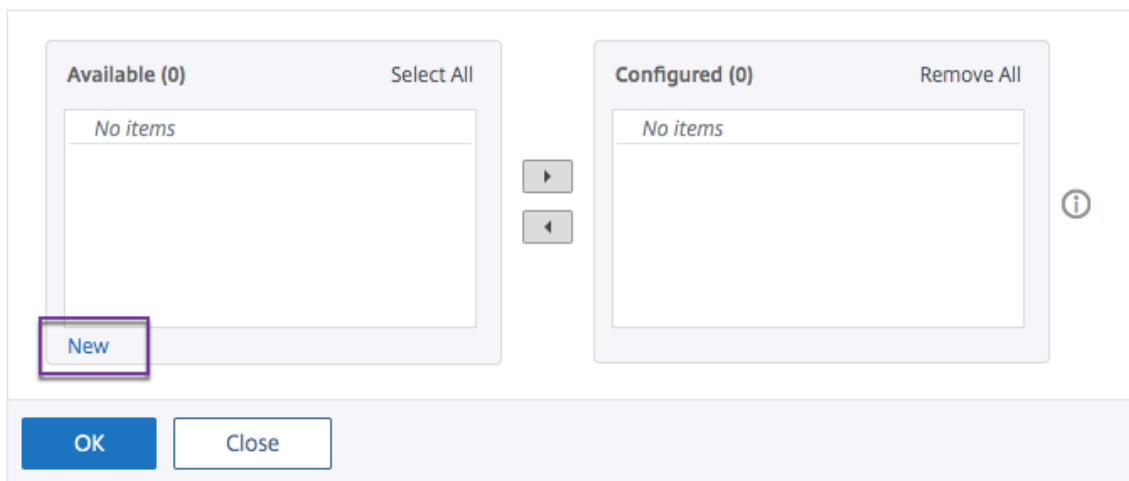 Available (0) Select All
No items
New
Configured (0) Remove All
No items
OK
Close